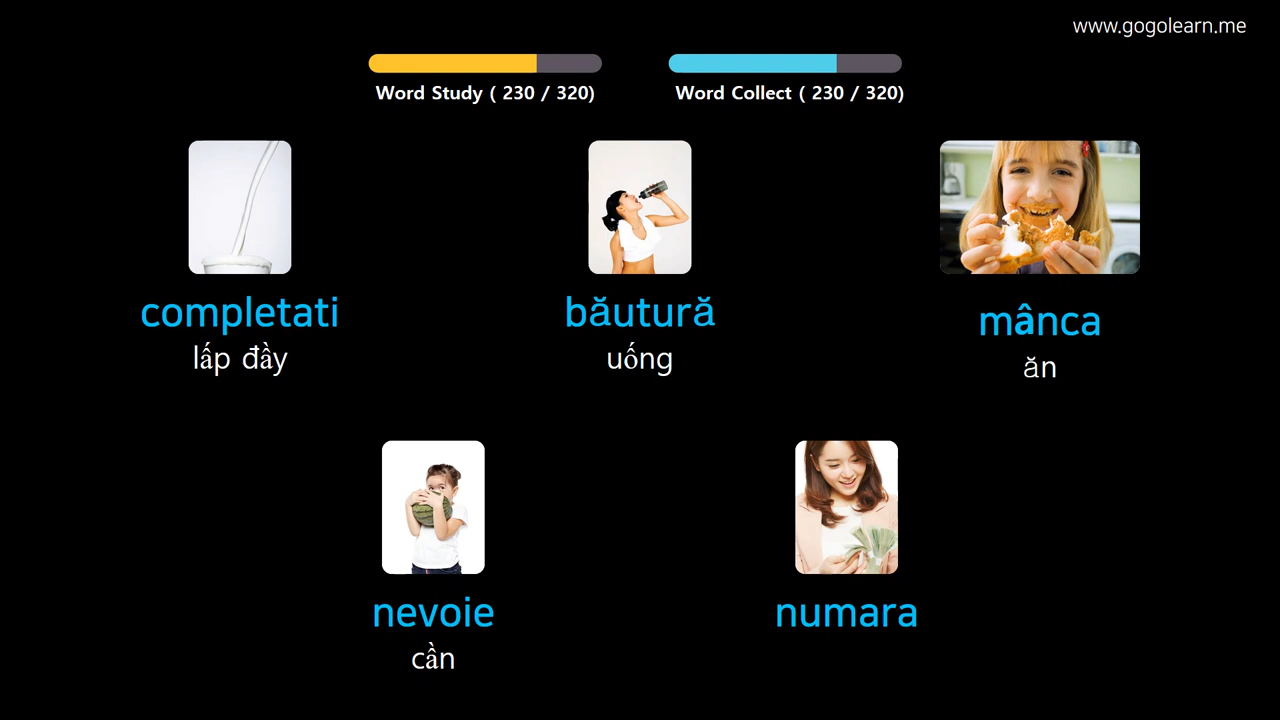 www.gogolearn.me
Word Study ( 230 / 320)
Word Collect ( 230 / 320)
completati
lấp đầy
băutură
uống
mânca
ăn
nevoie
cần
numara